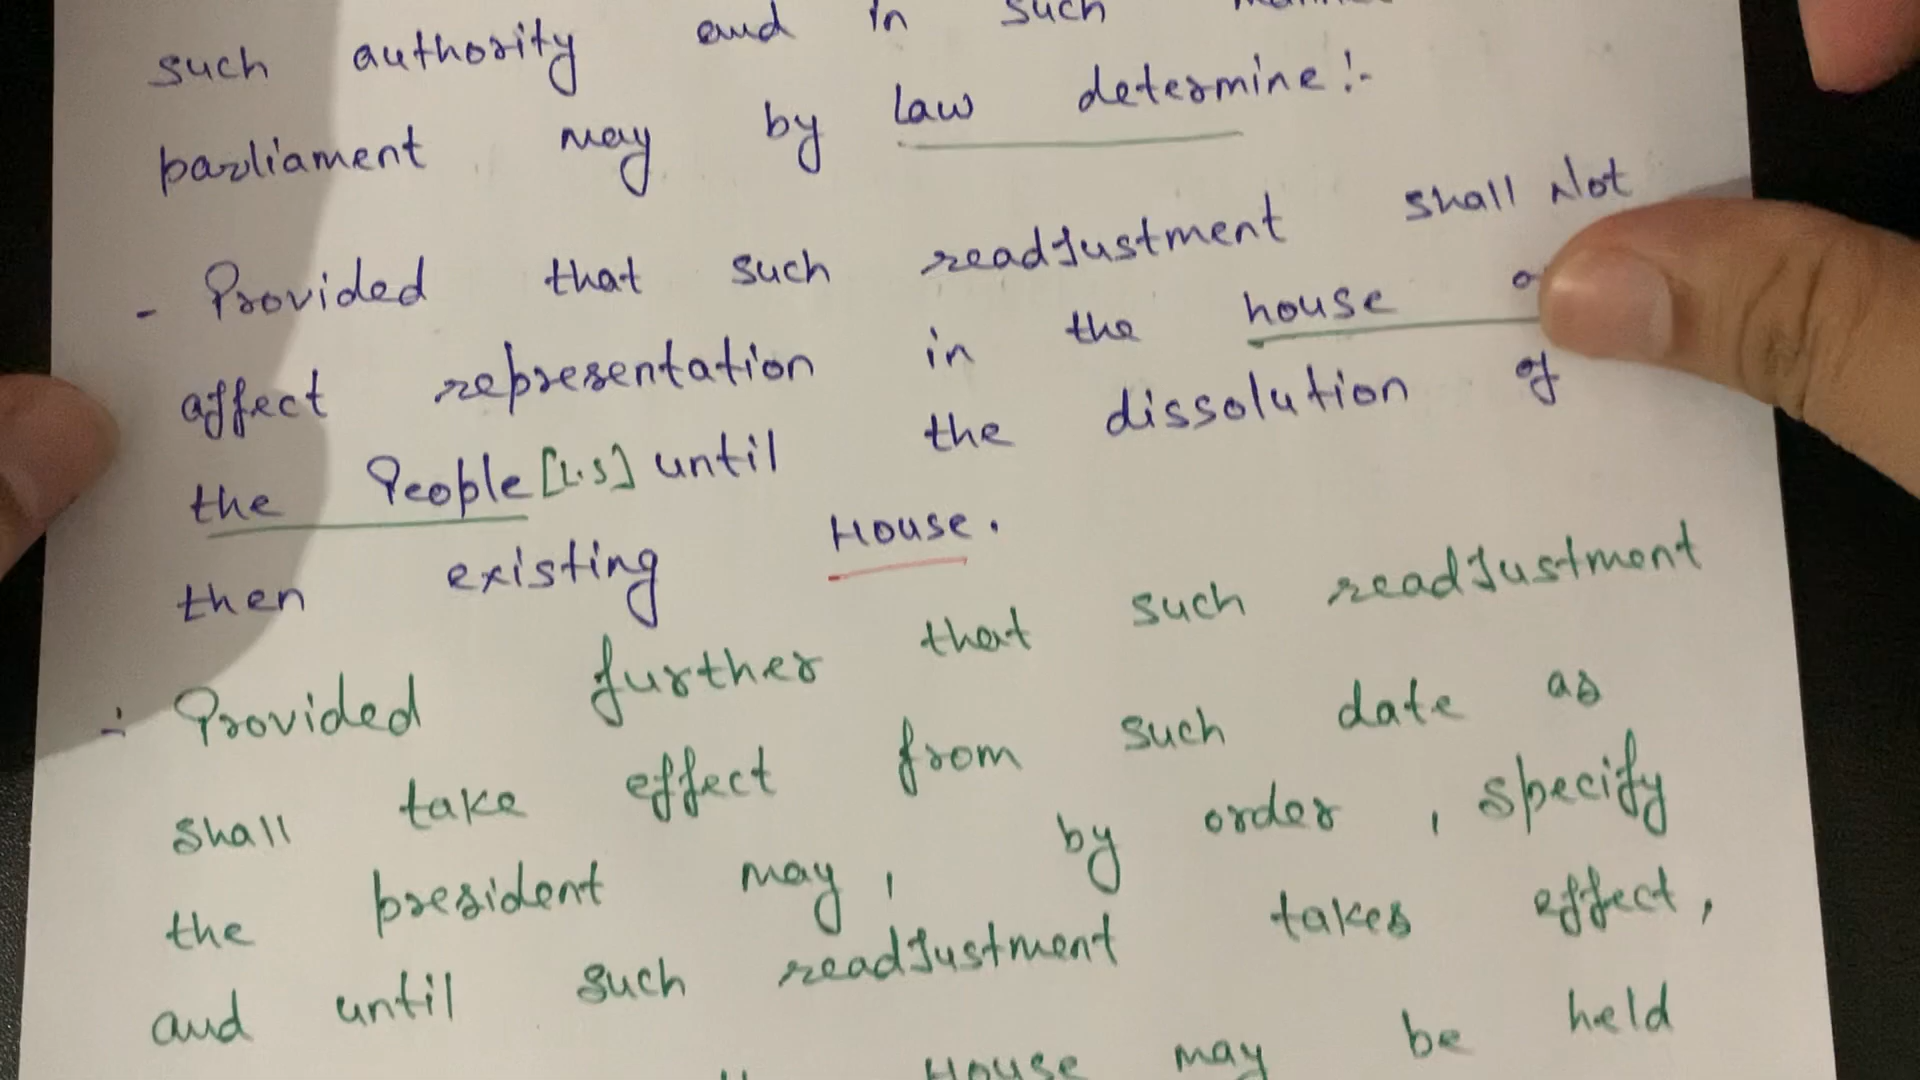 such authority and in such
parliament may by law determine:-
- Provided that such readJustment shall Not
affect representation in the house
the People [L.S] until the dissolution of
then existing House.
- Provided further that such readJustment
shall take effect from such date as
the president may, by order, specify
and until such readJustment takes effect,
House may be held